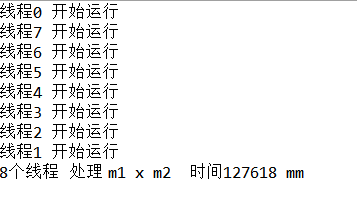 线程0 开始运行
线程7 开始运行
线程6 开始运行
线程5 开始运行
线程4 开始运行
线程3 开始运行
线程2 开始运行
线程1 开始运行
8个线程 处理 m1 x m2  时间127618 mm